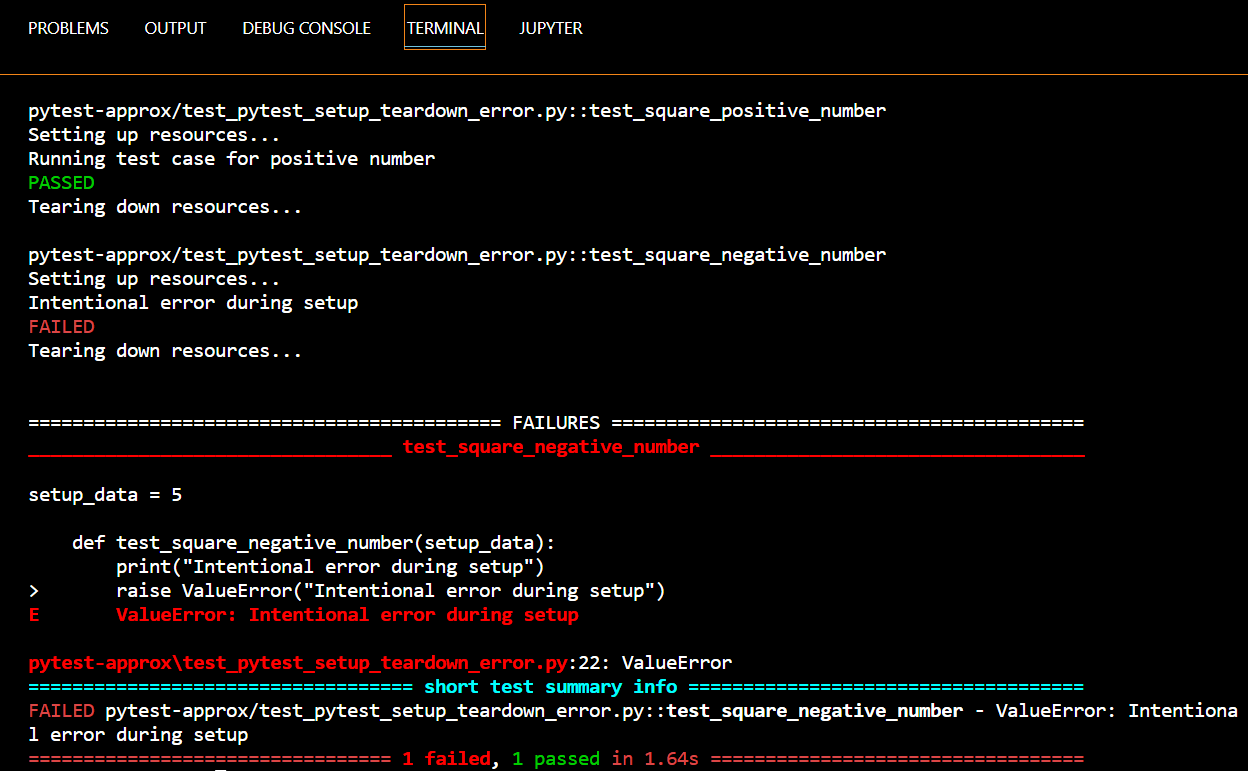 PROBLEMS OUTPUT DEBUG CONSOLE TERMINAL JUPYTER
pytest-approx/test_pytest_setup_teardown_error.py::test_square_positive_number
Setting up resources...
Running test case for positive number
PASSED
Tearing down resources...
pytest-approx/test_pytest_setup_teardown_error.py::test_square_negative_number
Setting up resources...
Intentional error during setup
FAILED
Tearing down resources...
=========================================== FAILURES ===========================================
_________________________________ test_square_negative_number __________________________________
setup_data = 5
    def test_square_negative_number(setup_data):
        print("Intentional error during setup")
>       raise ValueError("Intentional error during setup")
E       ValueError: Intentional error during setup
pytest-approx\test_pytest_setup_teardown_error.py:22: ValueError
=================================== short test summary info ====================================
FAILED pytest-approx/test_pytest_setup_teardown_error.py::test_square_negative_number - ValueError: Intentiona
l error during setup
================================= 1 failed, 1 passed in 1.64s ==================================